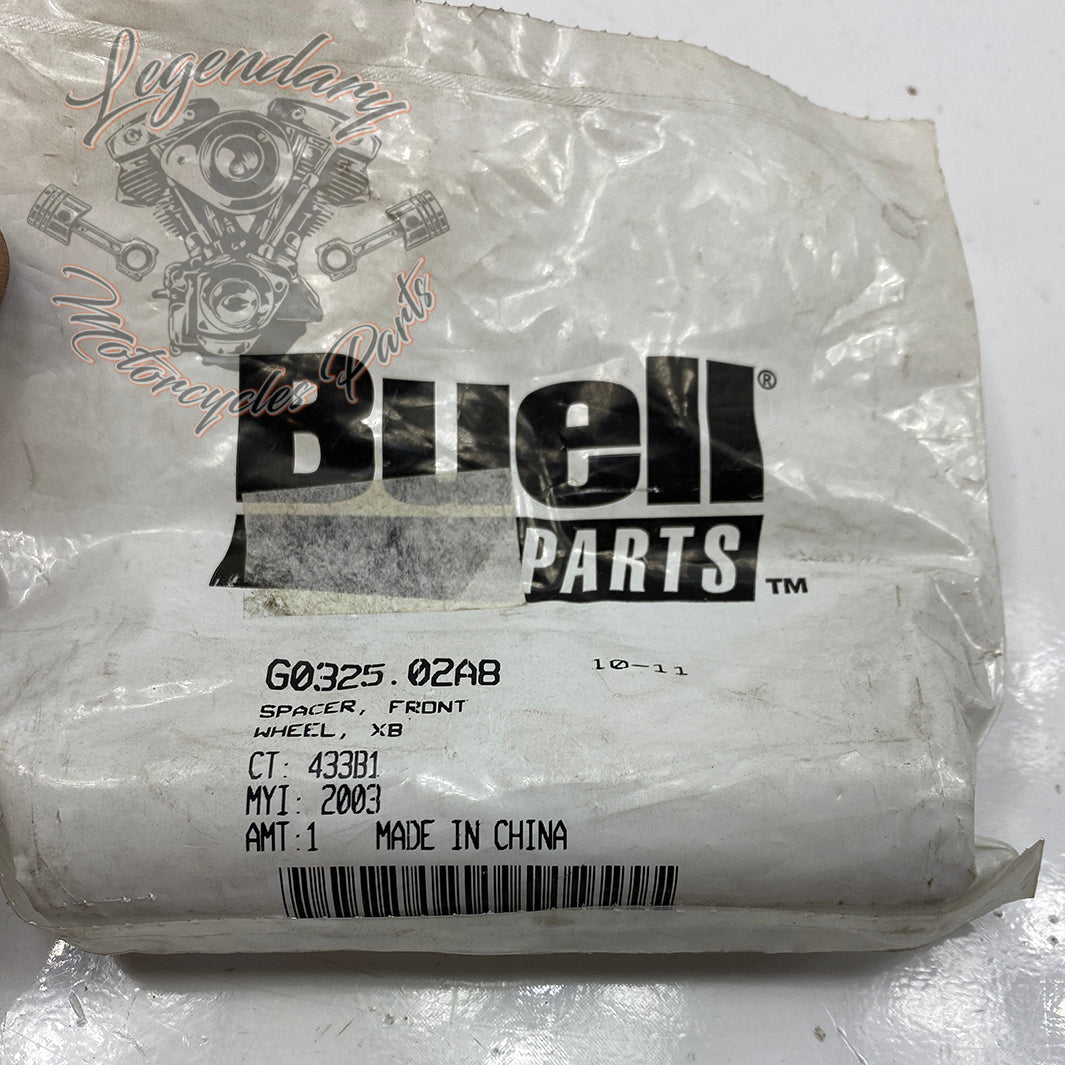 Legendary
Motorcycles Parts
Buell®
PARTS™
G0325.02A8 10-11
SPACER, FRONT
WHEEL, XB
CT: 433B1
MYI: 2003
AMT:1 MADE IN CHINA